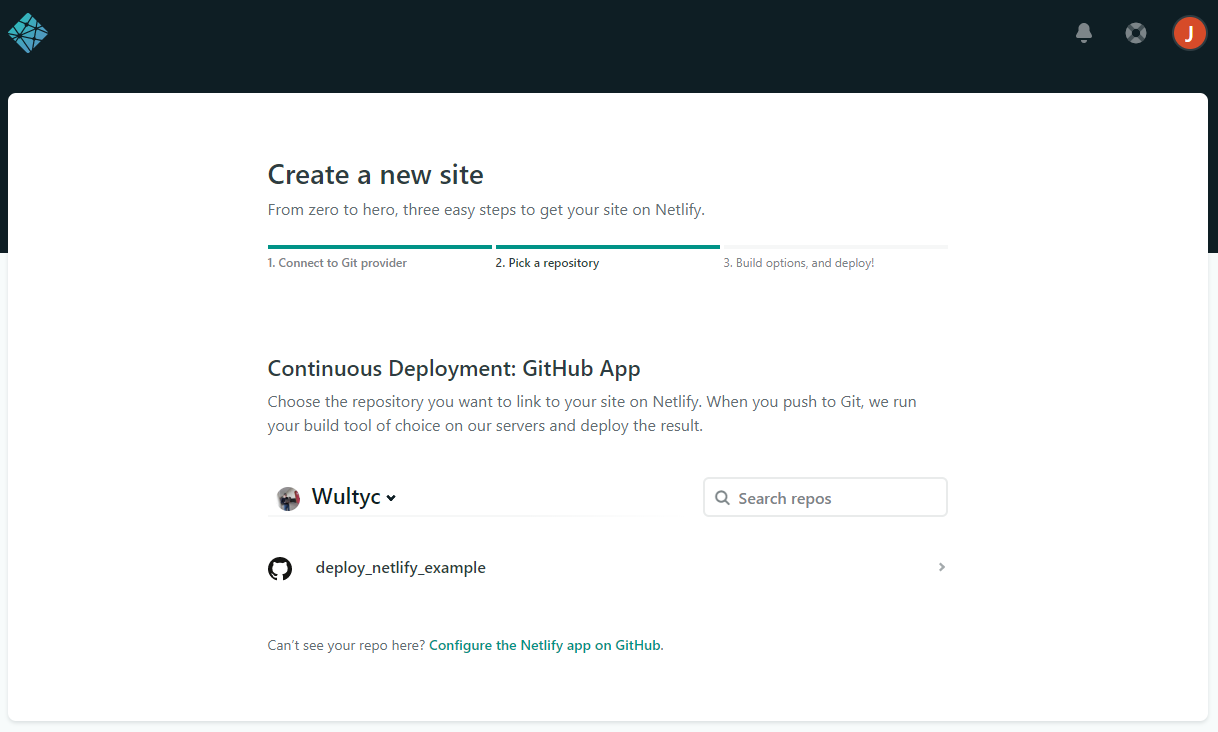 J
Create a new site
From zero to hero, three easy steps to get your site on Netlify.
1. Connect to Git provider
2. Pick a repository
3. Build options, and deploy!
Continuous Deployment: GitHub App
Choose the repository you want to link to your site on Netlify. When you push to Git, we run
your build tool of choice on our servers and deploy the result.
Wultyc
Search repos
deploy_netlify_example
Can't see your repo here? Configure the Netlify app on GitHub.